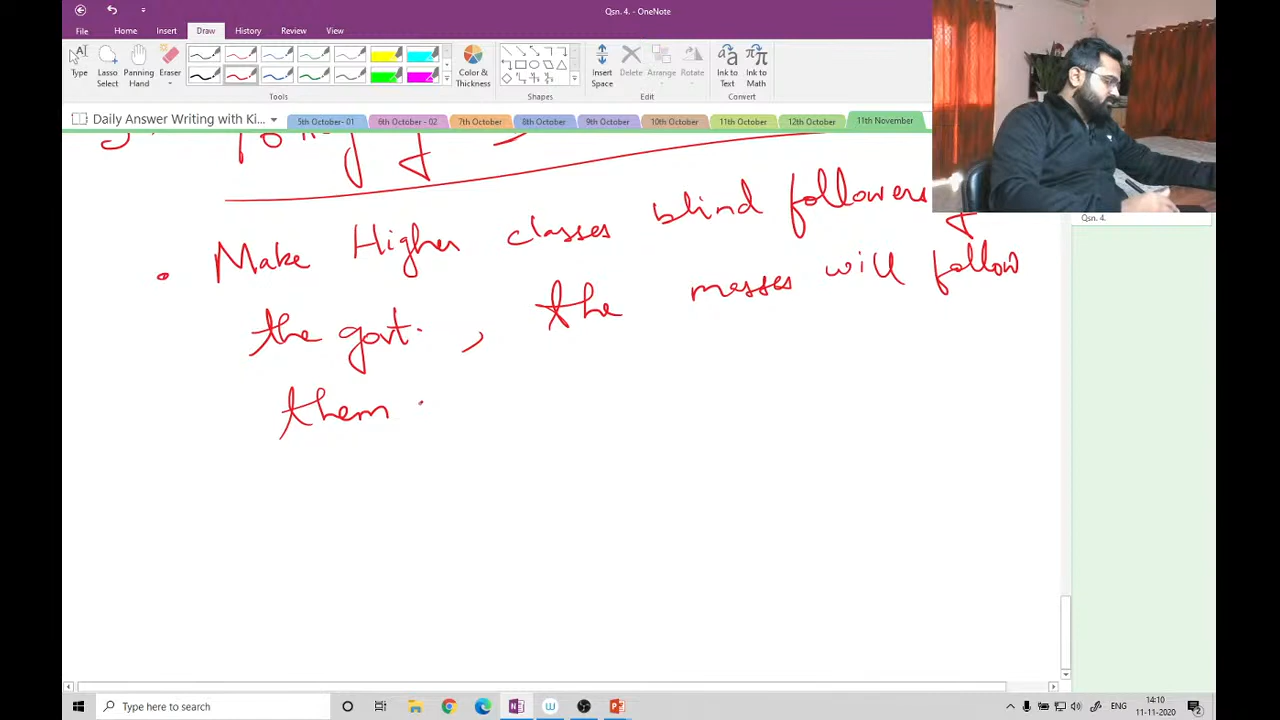 Qsn. 4. - OneNote
File Home Insert Draw History Review View
Type
Lasso Select
Panning Hand
Eraser
Color & Thickness
Insert Space
Delete
Arrange
Rotate
Ink to Text
Ink to Math
Tools
Shapes
Edit
Convert
Daily Answer Writing with Ki...
5th October- 01
6th October - 02
7th October
8th October
9th October
10th October
11th October
12th October
11th November
Qsn. 4.
• Make Higher classes blind followers
the govt. , the masses will follow
them.
Type here to search
ENG
14:10
11-11-2020
2